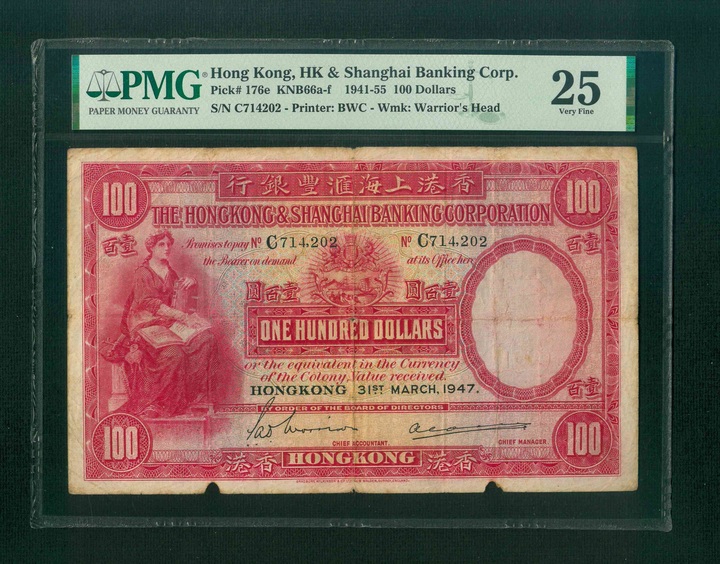 PMG
PAPER MONEY GUARANTY
Hong Kong, HK & Shanghai Banking Corp.
Pick# 176e KNB66a-f 1941-55 100 Dollars
S/N C714202 - Printer: BWC - Wmk: Warrior's Head
25
Very Fine
100 行銀豐滙海上港香 100
THE HONGKONG & SHANGHAI BANKING CORPORATION
百壹 Promises to pay No C714,202 No C714,202 百壹
the Bearer on demand at its Office here
圓百壹 圓百壹
ONE HUNDRED DOLLARS
or the equivalent in the Currency
of the Colony, Value received.
HONGKONG 31ST MARCH, 1947.
百壹
BY ORDER OF THE BOARD OF DIRECTORS
CHIEF ACCOUNTANT. CHIEF MANAGER.
100 港香 HONGKONG 港香 100